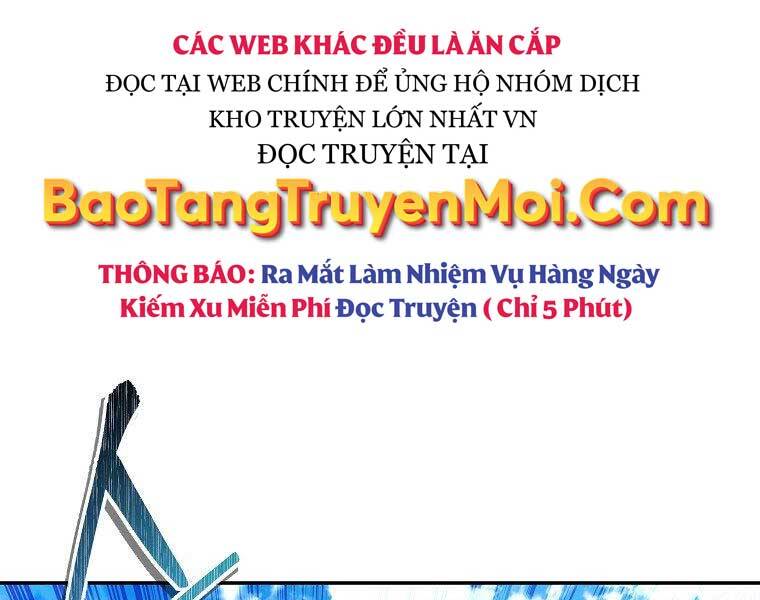 CÁC WEB KHÁC ĐỀU LÀ ĂN CẮP
ĐỌC TẠI WEB CHÍNH ĐỂ ỦNG HỘ NHÓM DỊCH
KHO TRUYỆN LỚN NHẤT VN
ĐỌC TRUYỆN TẠI
BaoTangTruyenMoi.Com
THÔNG BÁO: Ra Mắt Làm Nhiệm Vụ Hàng Ngày
Kiếm Xu Miễn Phí Đọc Truyện ( Chỉ 5 Phút)